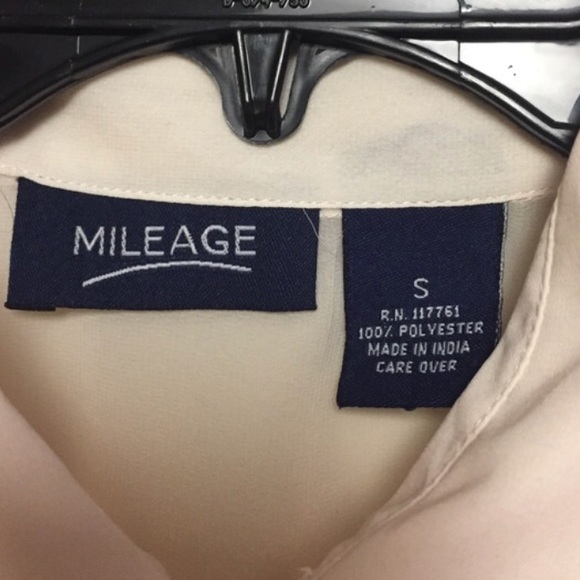 MILEAGE
S
R.N. 117761
100% POLYESTER
MADE IN INDIA
CARE OVER